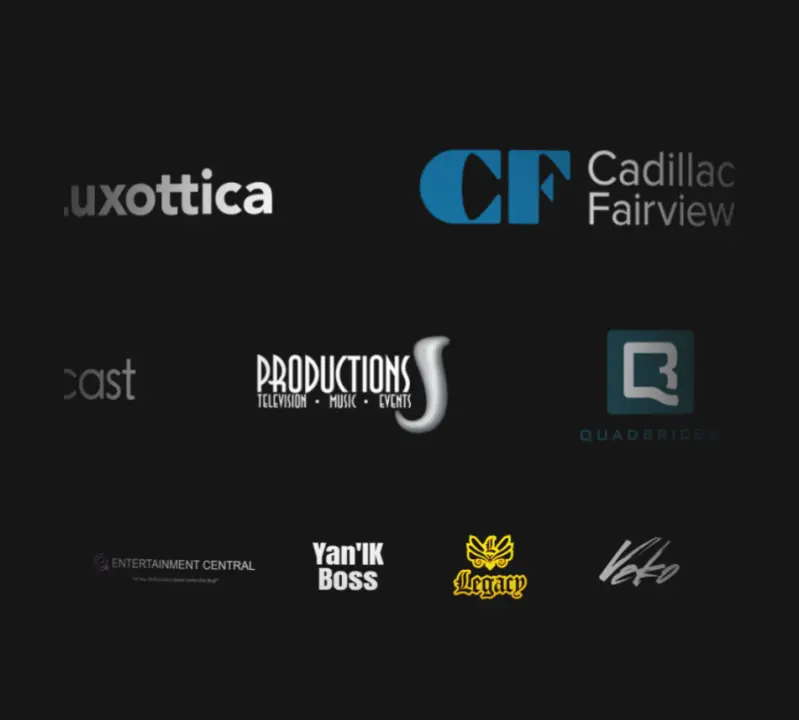 uxottica
CF Cadillac
Fairview
cast
PRODUCTIONS J
TELEVISION • MUSIC • EVENTS
QUADBRIDGE
ENTERTAINMENT CENTRAL
Yan'IK
Boss
Legacy
Veko